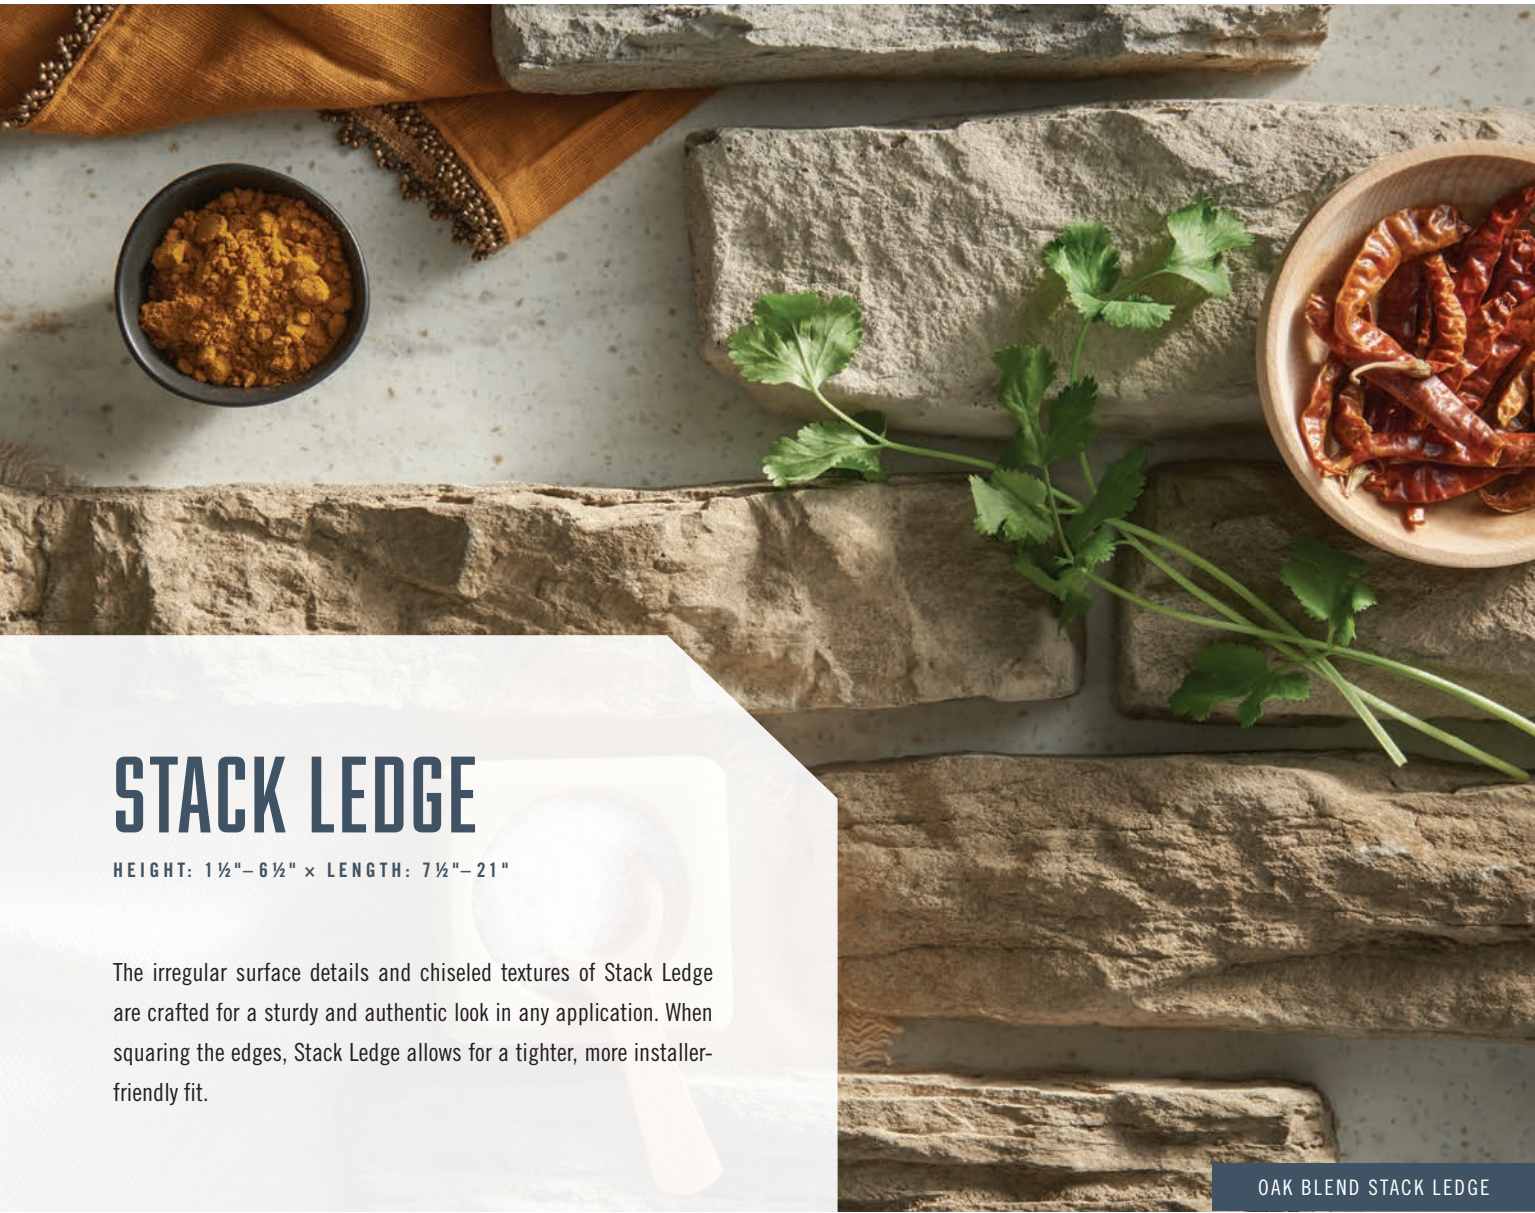 STACK LEDGE
HEIGHT: 1½"–6½" × LENGTH: 7½"–21"
The irregular surface details and chiseled textures of Stack Ledge
are crafted for a sturdy and authentic look in any application. When
squaring the edges, Stack Ledge allows for a tighter, more installer-
friendly fit.
OAK BLEND STACK LEDGE